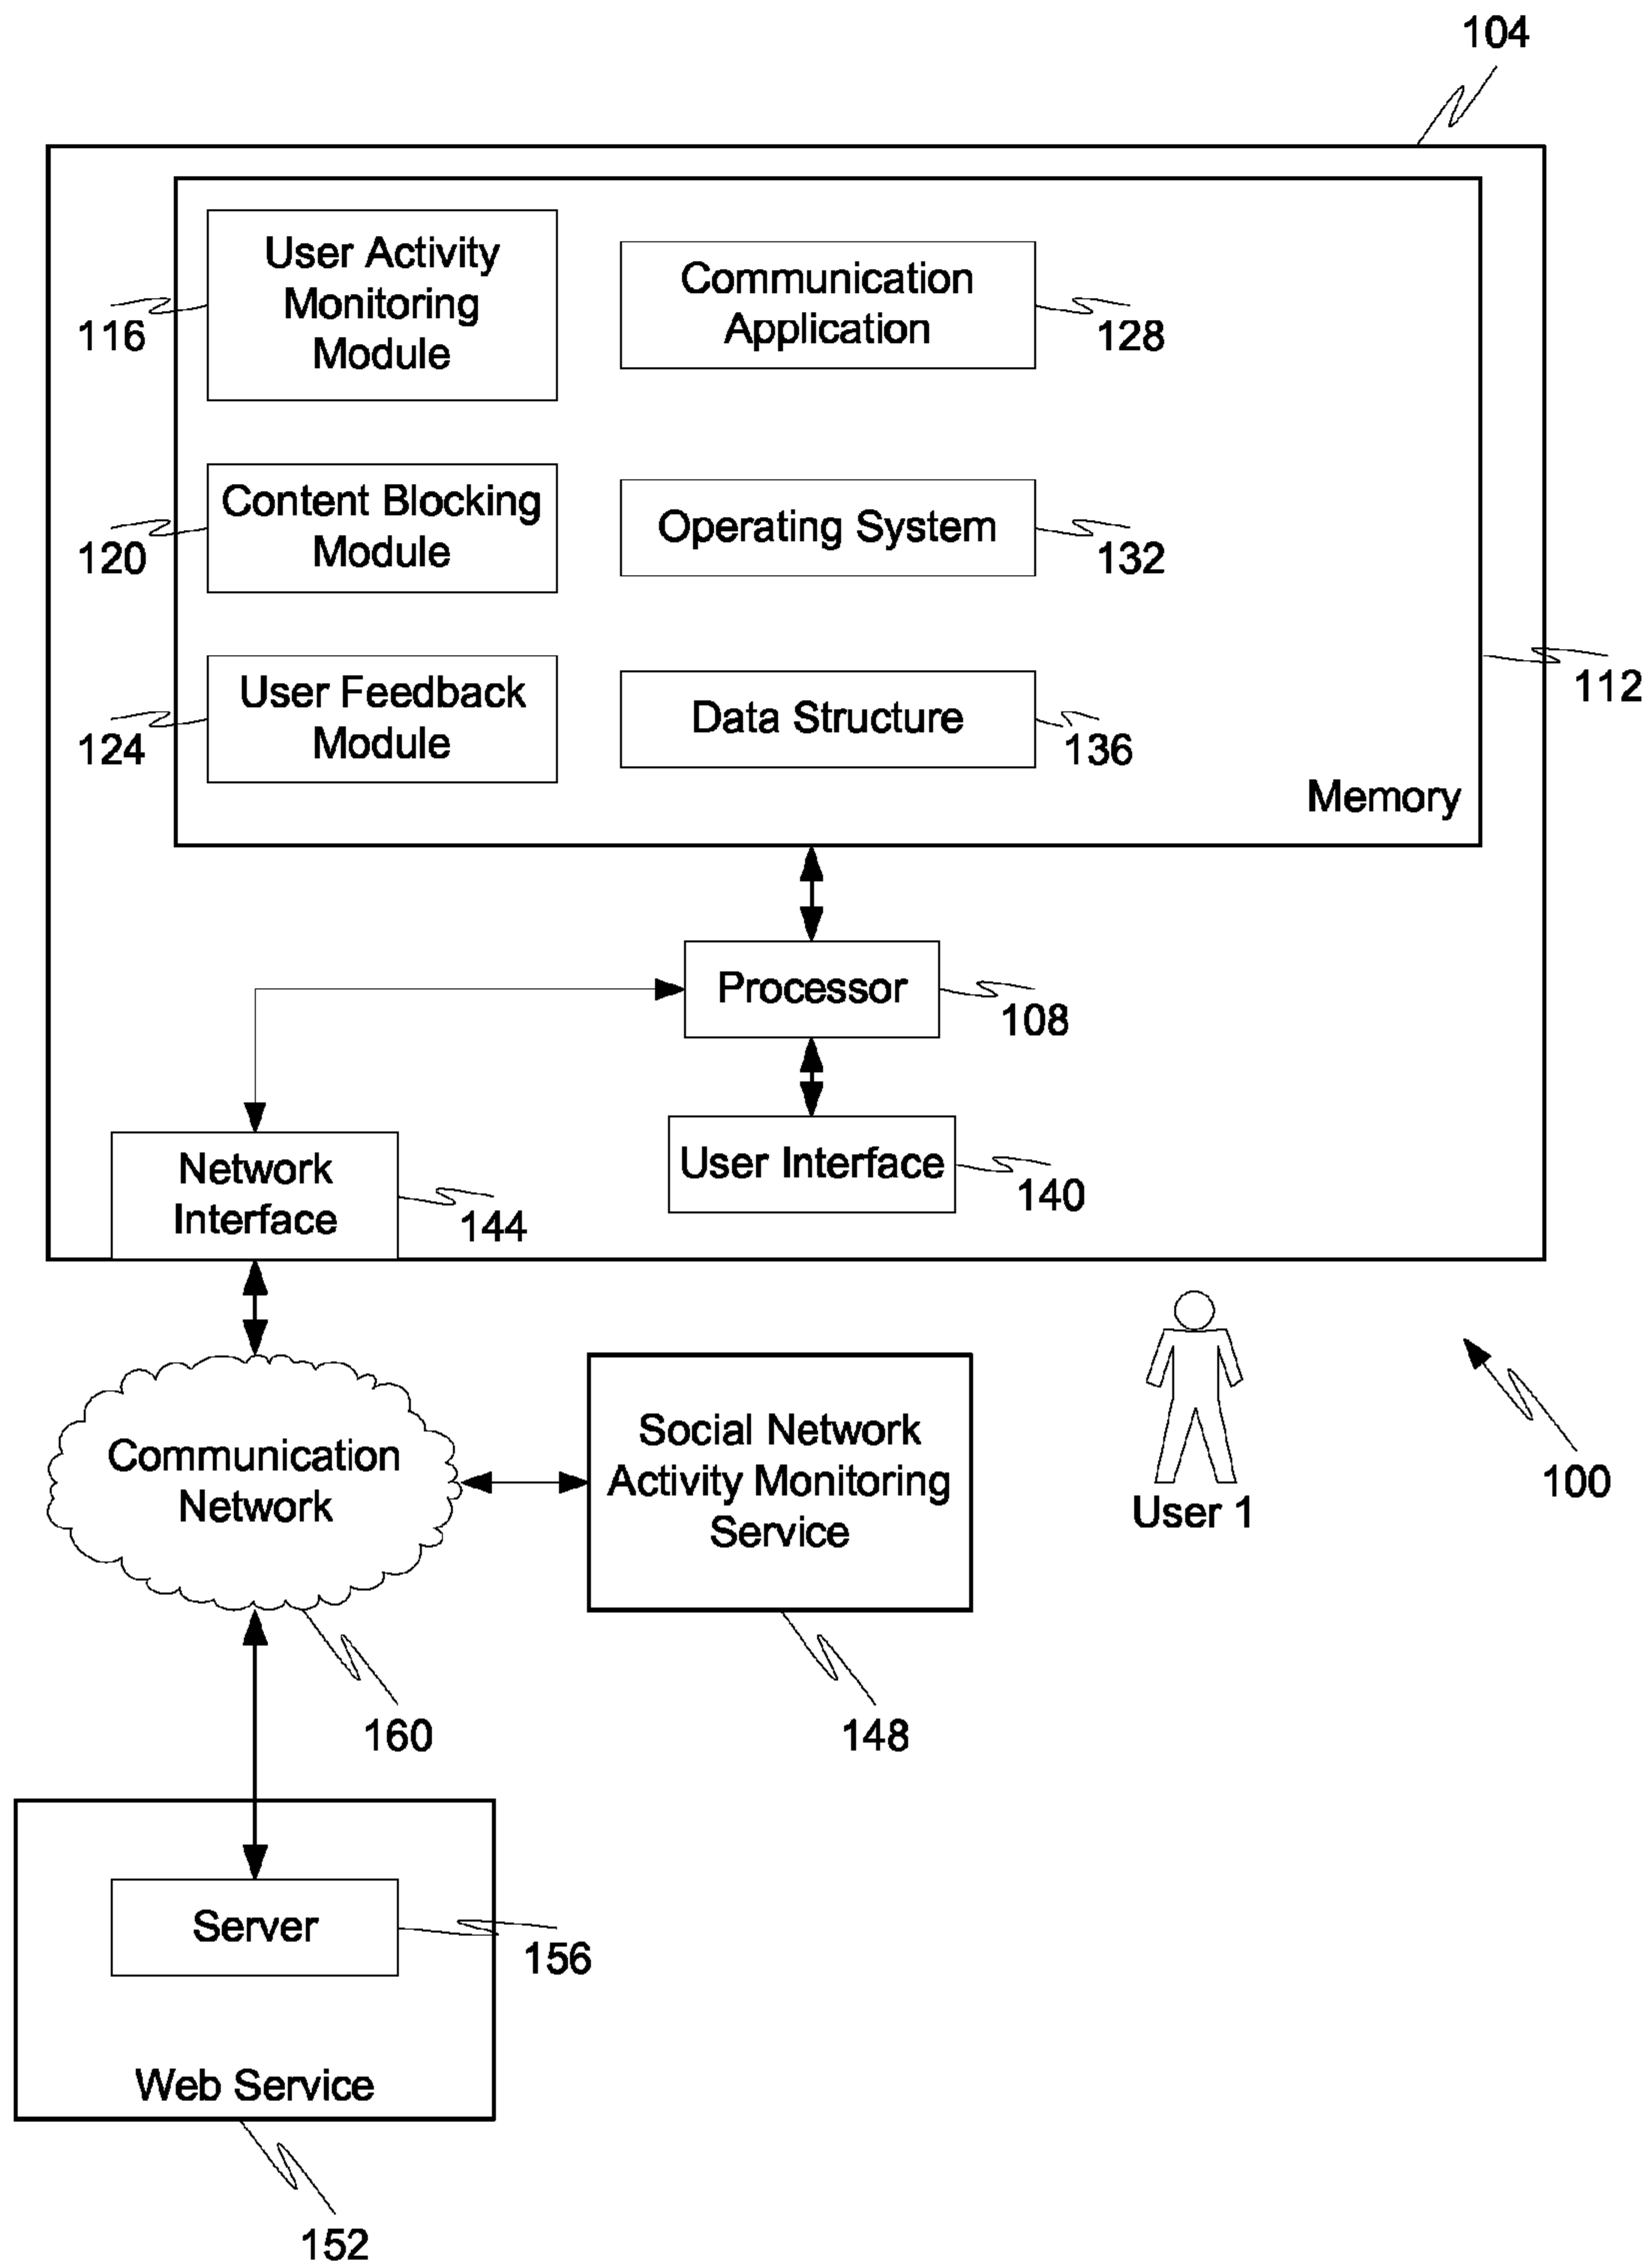 104
User Activity
Monitoring
Module
116
Communication
Application
128
Content Blocking
Module
120
Operating System
132
112
User Feedback
Module
124
Data Structure
136
Memory
Processor
108
Network
Interface
144
User Interface
140
Communication
Network
Social Network
Activity Monitoring
Service
User 1
100
160
148
Server
156
Web Service
152